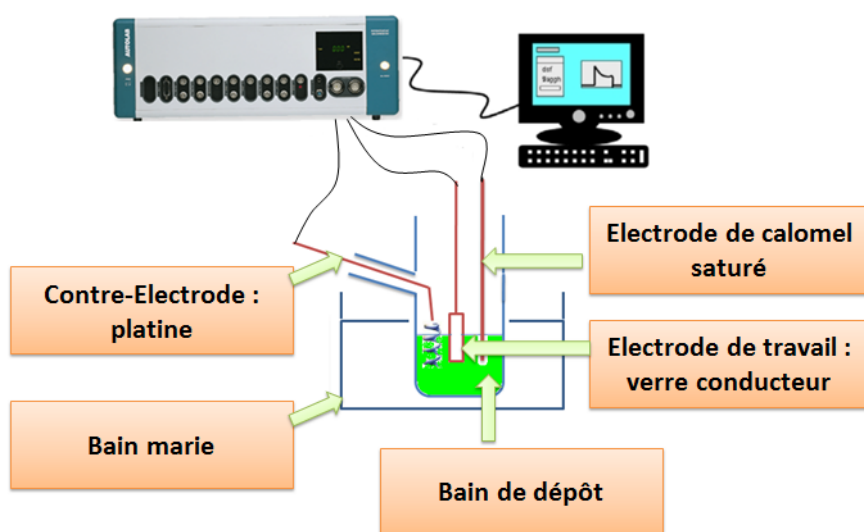 AUTOLAB
Electrode de calomel
saturé
Contre-Electrode :
platine
Electrode de travail :
verre conducteur
Bain marie
Bain de dépôt